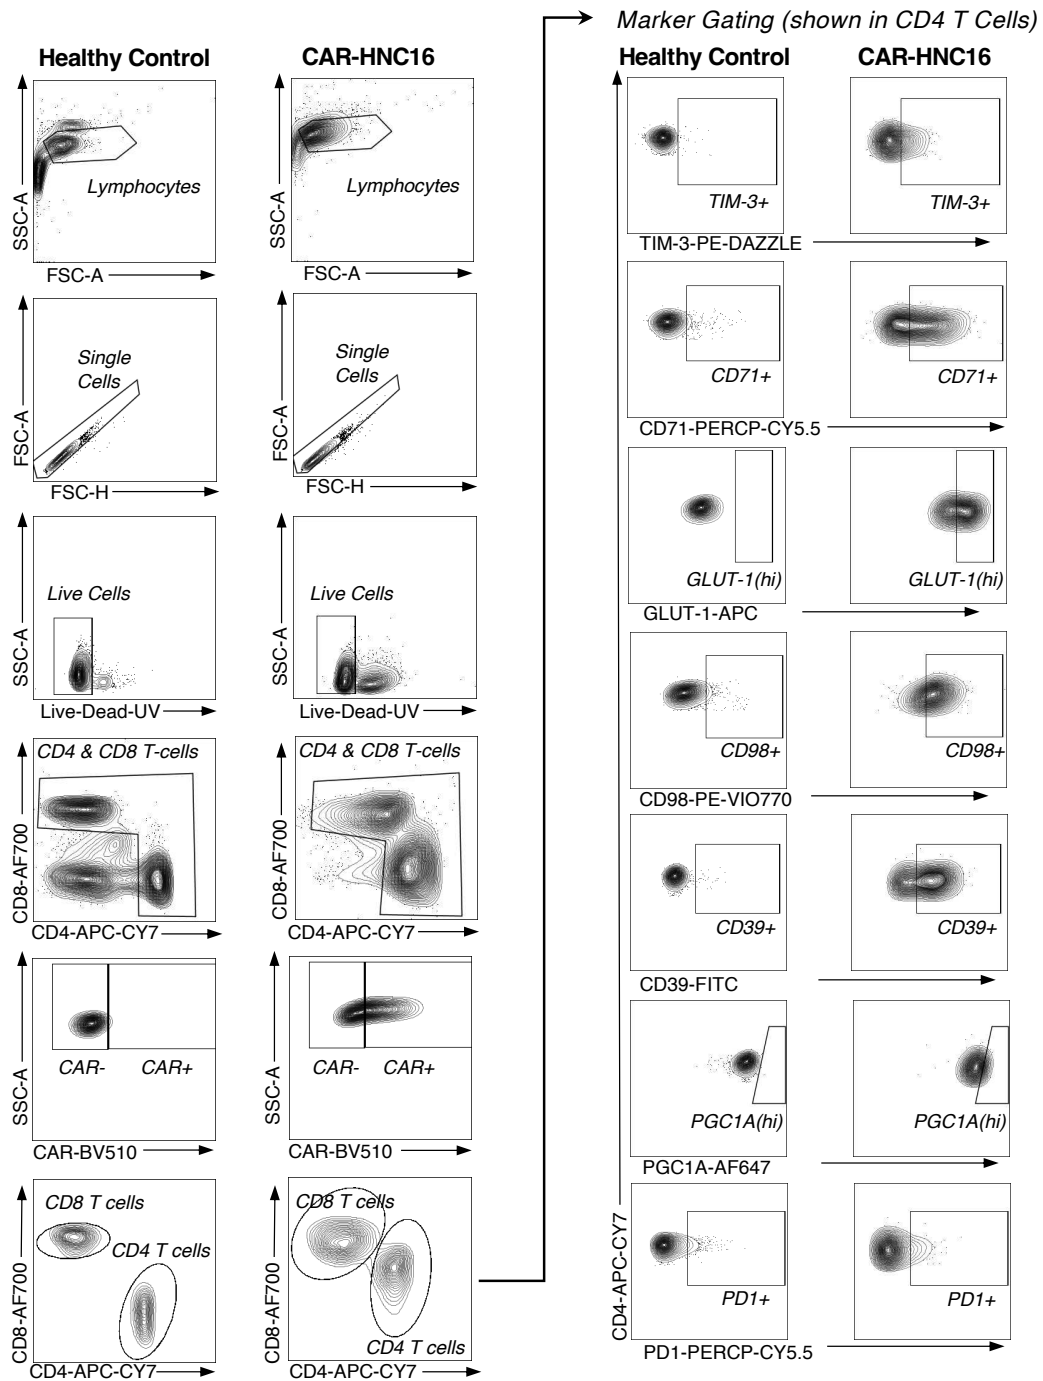 Marker Gating (shown in CD4 T Cells)
Healthy Control
CAR-HNC16
SSC-A
Lymphocytes
FSC-A
SSC-A
Lymphocytes
FSC-A
FSC-A
Single
Cells
FSC-H
FSC-A
Single
Cells
FSC-H
SSC-A
Live Cells
Live-Dead-UV
SSC-A
Live Cells
Live-Dead-UV
CD8-AF700
CD4 & CD8 T-cells
CD4-APC-CY7
CD8-AF700
CD4 & CD8 T-cells
CD4-APC-CY7
SSC-A
CAR-
CAR+
CAR-BV510
SSC-A
CAR-
CAR+
CAR-BV510
CD8-AF700
CD8 T cells
CD4 T cells
CD4-APC-CY7
CD8-AF700
CD8 T cells
CD4 T cells
CD4-APC-CY7
Healthy Control
CAR-HNC16
TIM-3+
TIM-3+
TIM-3-PE-DAZZLE
CD71+
CD71+
CD71-PERCP-CY5.5
GLUT-1(hi)
GLUT-1(hi)
GLUT-1-APC
CD98+
CD98+
CD98-PE-VIO770
CD39+
CD39+
CD39-FITC
PGC1A(hi)
PGC1A(hi)
PGC1A-AF647
CD4-APC-CY7
PD1+
PD1+
PD1-PERCP-CY5.5